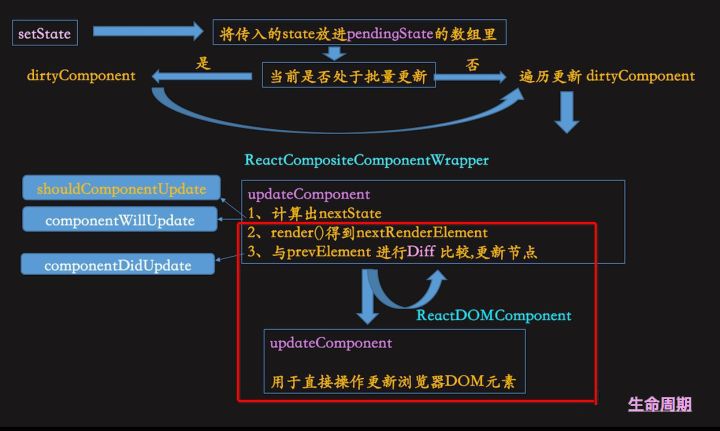 setState
将传入的state放进pendingState的数组里
dirtyComponent
是
当前是否处于批量更新
否
遍历更新 dirtyComponent
ReactCompositeComponentWrapper
shouldComponentUpdate
componentWillUpdate
componentDidUpdate
updateComponent
1、计算出nextState
2、render()得到nextRenderElement
3、与prevElement 进行Diff 比较,更新节点
ReactDOMComponent
updateComponent
用于直接操作更新浏览器DOM元素
生命周期